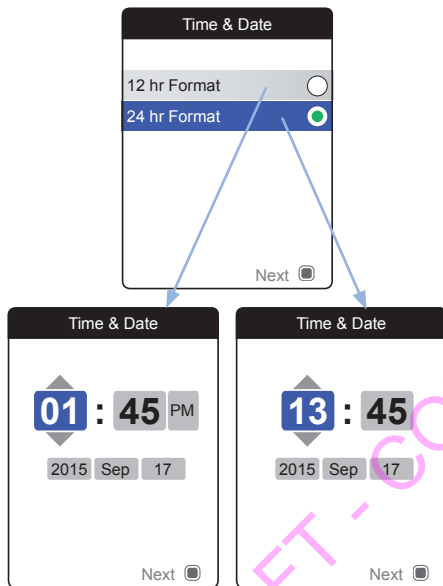 Time & Date
12 hr Format
24 hr Format
Next
Time & Date
01 : 45 PM
2015 Sep 17
Next
Time & Date
13 : 45
2015 Sep 17
Next